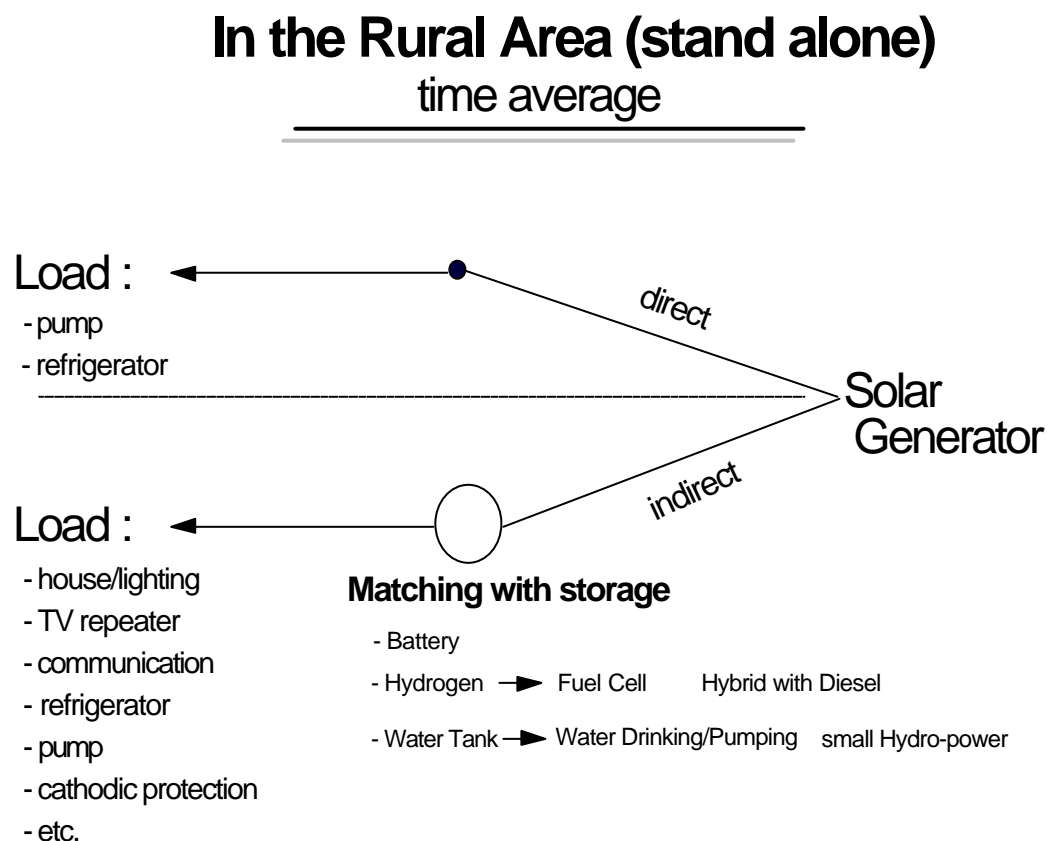 In the Rural Area (stand alone)
time average
Load :
- pump
- refrigerator
direct
Solar
Generator
indirect
Load :
- house/lighting
- TV repeater
- communication
- refrigerator
- pump
- cathodic protection
- etc.
Matching with storage
- Battery
- Hydrogen Fuel Cell Hybrid with Diesel
- Water Tank Water Drinking/Pumping small Hydro-power